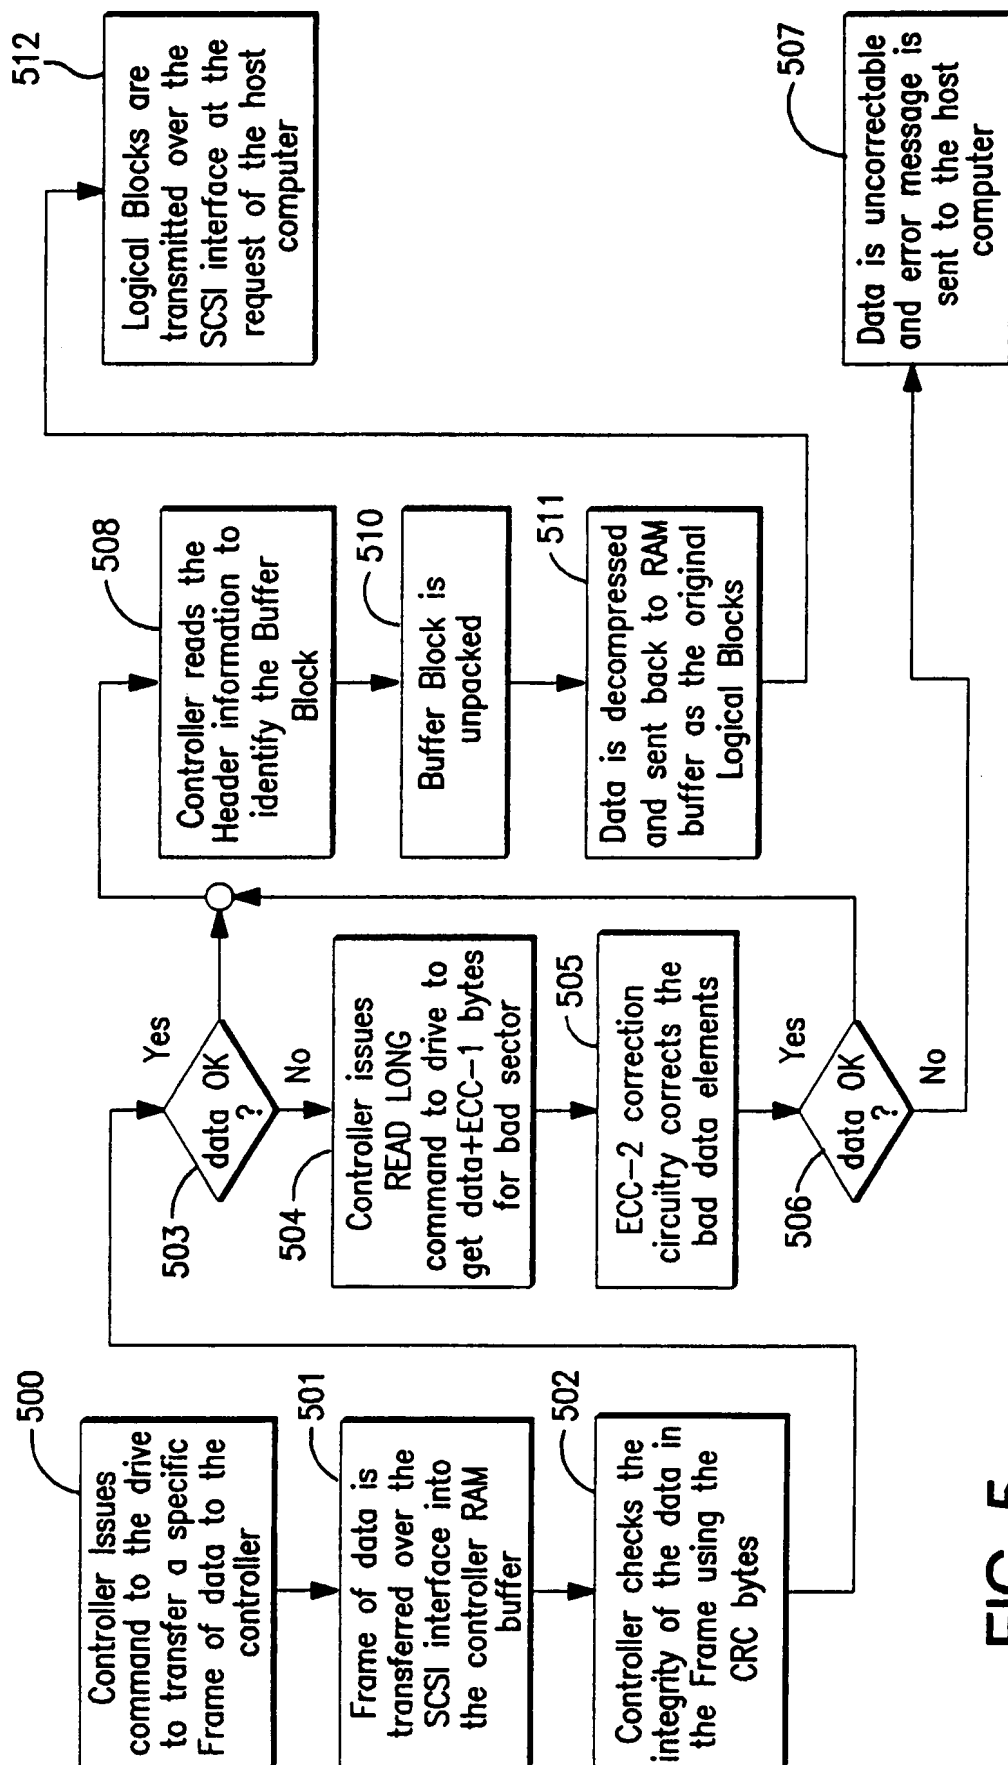 500
Controller Issues
command to the drive
to transfer a specific
Frame of data to the
controller
501
Frame of data is
transferred over the
SCSI interface into
the controller RAM
buffer
502
Controller checks the
integrity of the data in
the Frame using the
CRC bytes
503
data OK
?
Yes
No
504
Controller issues
READ LONG
command to drive to
get data+ECC-1 bytes
for bad sector
505
ECC-2 correction
circuitry corrects the
bad data elements
506
data OK
?
Yes
No
508
Controller reads the
Header information to
identify the Buffer
Block
510
Buffer Block is
unpacked
511
Data is decompressed
and sent back to RAM
buffer as the original
Logical Blocks
512
Logical Blocks are
transmitted over the
SCSI interface at the
request of the host
computer
507
Data is uncorrectable
and error message is
sent to the host
computer